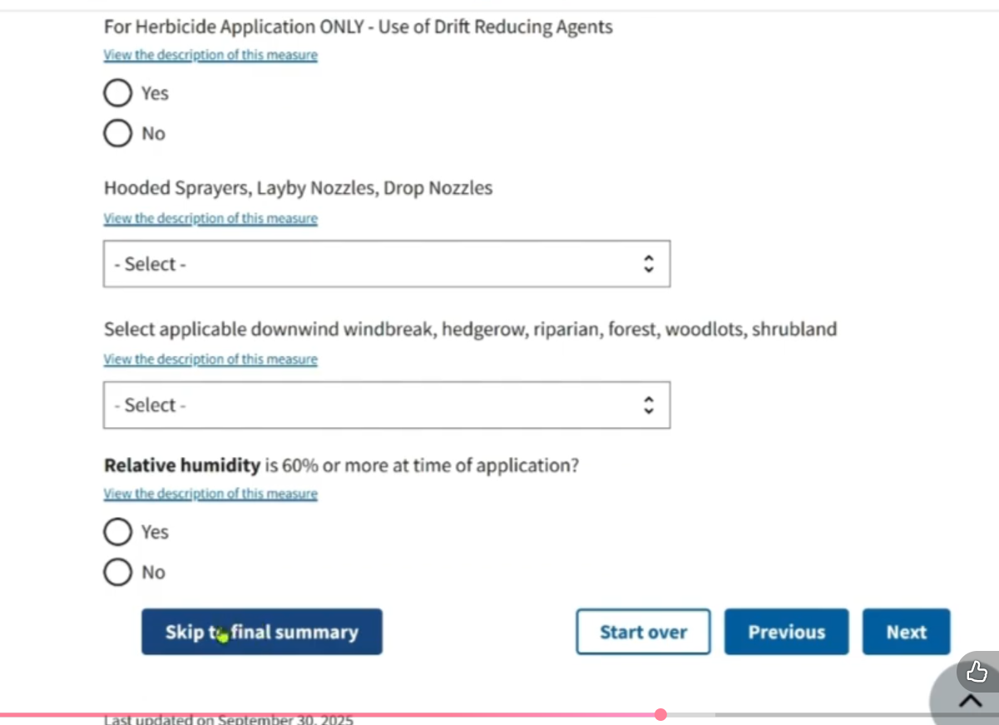 For Herbicide Application ONLY - Use of Drift Reducing Agents
View the description of this measure
Yes
No
Hooded Sprayers, Layby Nozzles, Drop Nozzles
View the description of this measure
- Select -
Select applicable downwind windbreak, hedgerow, riparian, forest, woodlots, shrubland
View the description of this measure
- Select -
Relative humidity is 60% or more at time of application?
View the description of this measure
Yes
No
Skip to final summary
Start over
Previous
Next
Last updated on September 30, 2025